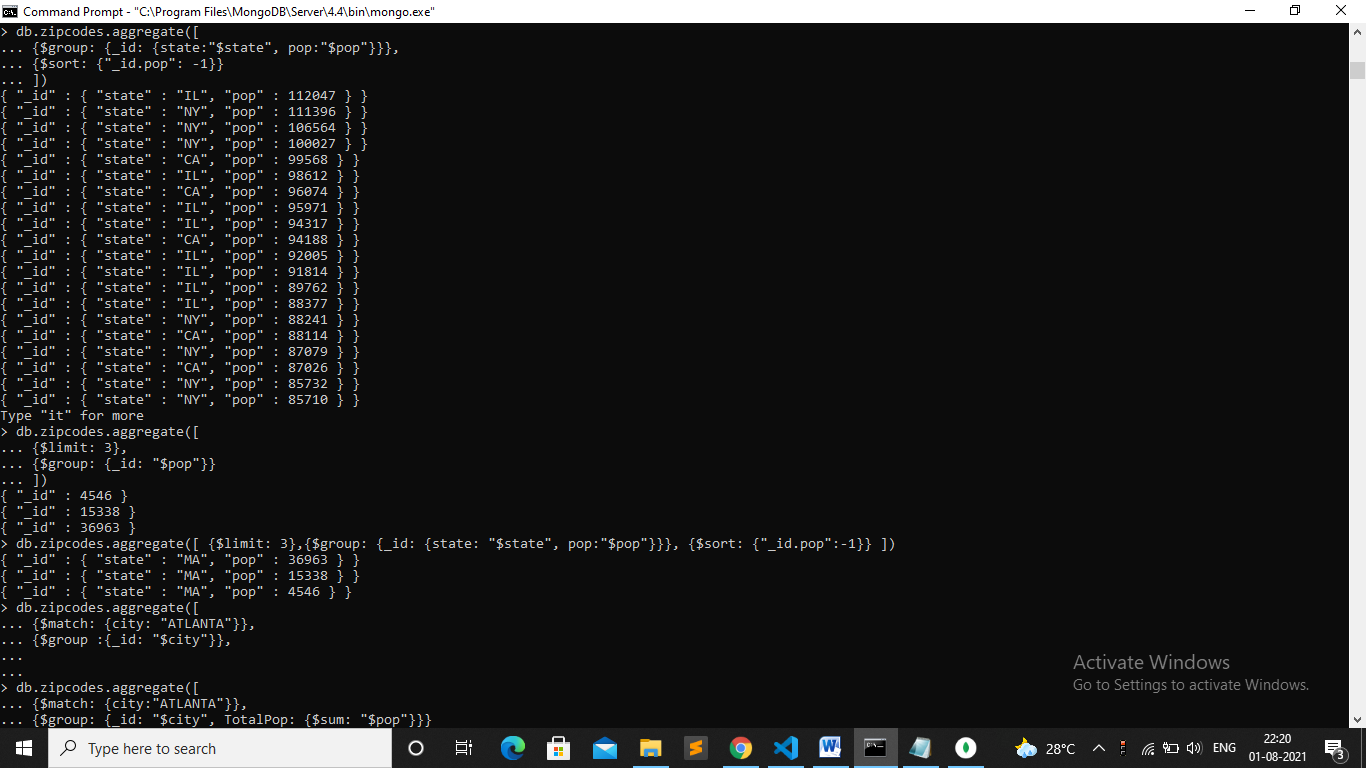 Command Prompt - "C:\Program Files\MongoDB\Server\4.4\bin\mongo.exe"
> db.zipcodes.aggregate([
... {$group: {_id: {state:"$state", pop:"$pop"}}},
... {$sort: {"_id.pop": -1}}
... ])
{ "_id" : { "state" : "IL", "pop" : 112047 } }
{ "_id" : { "state" : "NY", "pop" : 111396 } }
{ "_id" : { "state" : "NY", "pop" : 106564 } }
{ "_id" : { "state" : "NY", "pop" : 100027 } }
{ "_id" : { "state" : "CA", "pop" : 99568 } }
{ "_id" : { "state" : "IL", "pop" : 98612 } }
{ "_id" : { "state" : "CA", "pop" : 96074 } }
{ "_id" : { "state" : "IL", "pop" : 95971 } }
{ "_id" : { "state" : "IL", "pop" : 94317 } }
{ "_id" : { "state" : "CA", "pop" : 94188 } }
{ "_id" : { "state" : "IL", "pop" : 92005 } }
{ "_id" : { "state" : "IL", "pop" : 91814 } }
{ "_id" : { "state" : "IL", "pop" : 89762 } }
{ "_id" : { "state" : "IL", "pop" : 88377 } }
{ "_id" : { "state" : "NY", "pop" : 88241 } }
{ "_id" : { "state" : "CA", "pop" : 88114 } }
{ "_id" : { "state" : "NY", "pop" : 87079 } }
{ "_id" : { "state" : "CA", "pop" : 87026 } }
{ "_id" : { "state" : "NY", "pop" : 85732 } }
{ "_id" : { "state" : "NY", "pop" : 85710 } }
Type "it" for more
> db.zipcodes.aggregate([
... {$limit: 3},
... {$group: {_id: "$pop"}}
... ])
{ "_id" : 4546 }
{ "_id" : 15338 }
{ "_id" : 36963 }
> db.zipcodes.aggregate([ {$limit: 3},{$group: {_id: {state: "$state", pop:"$pop"}}}, {$sort: {"_id.pop":-1}} ])
{ "_id" : { "state" : "MA", "pop" : 36963 } }
{ "_id" : { "state" : "MA", "pop" : 15338 } }
{ "_id" : { "state" : "MA", "pop" : 4546 } }
> db.zipcodes.aggregate([
... {$match: {city: "ATLANTA"}},
... {$group :{_id: "$city"}},
...
...
> db.zipcodes.aggregate([
... {$match: {city:"ATLANTA"}},
... {$group: {_id: "$city", TotalPop: {$sum: "$pop"}}}
Activate Windows
Go to Settings to activate Windows.
Type here to search
28°C
ENG
22:20
01-08-2021
3